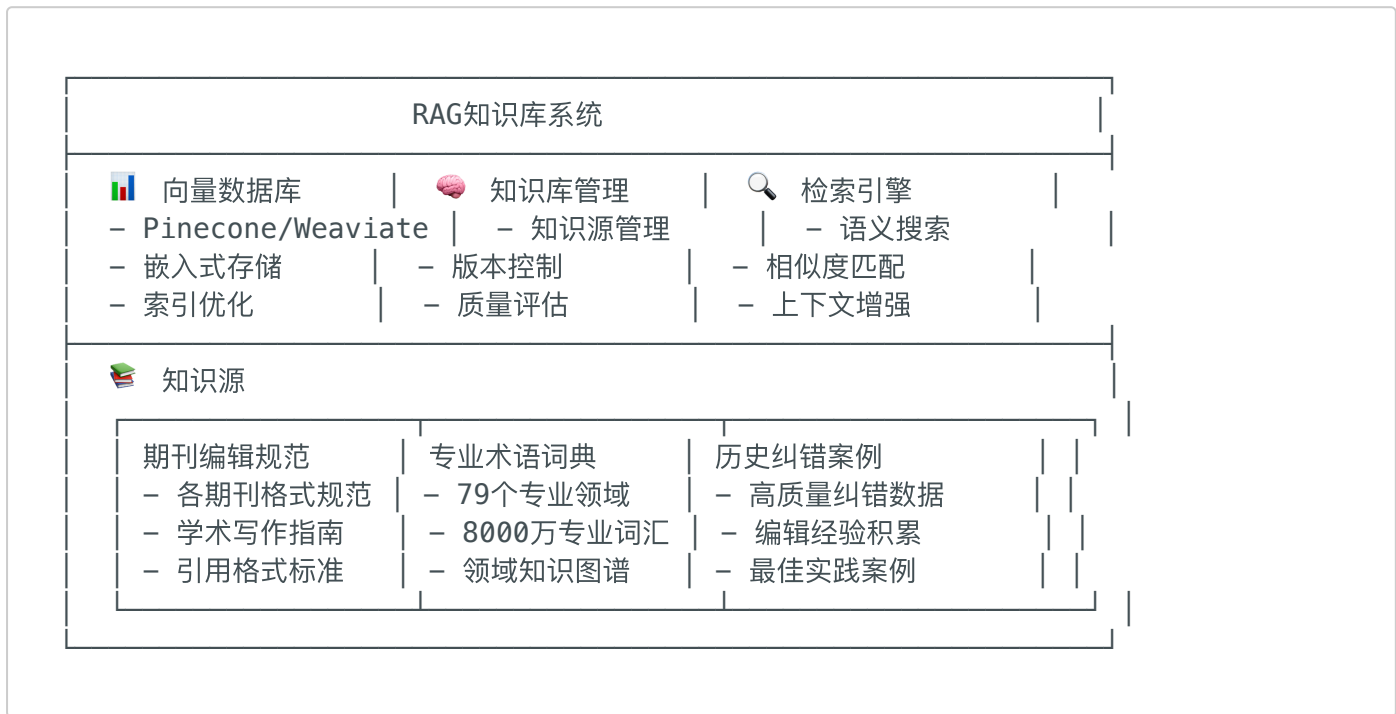 RAG知识库系统
📊 向量数据库 │ 🧠 知识库管理 │ 🔍 检索引擎 │
- Pinecone/Weaviate │ - 知识源管理 │ - 语义搜索 │
- 嵌入式存储 │ - 版本控制 │ - 相似度匹配 │
- 索引优化 │ - 质量评估 │ - 上下文增强 │
📚 知识源
│ 期刊编辑规范 │ 专业术语词典 │ 历史纠错案例 │
│ - 各期刊格式规范 │ - 79个专业领域 │ - 高质量纠错数据 │
│ - 学术写作指南 │ - 8000万专业词汇 │ - 编辑经验积累 │
│ - 引用格式标准 │ - 领域知识图谱 │ - 最佳实践案例 │